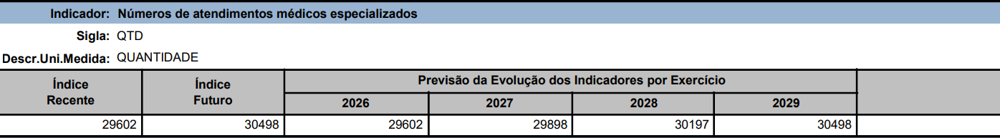 Indicador: Números de atendimentos médicos especializados
Sigla: QTD
Descr.Uni.Medida: QUANTIDADE
Índice Recente Índice Futuro Previsão da Evolução dos Indicadores por Exercício
2026 2027 2028 2029
29602 30498 29602 29898 30197 30498